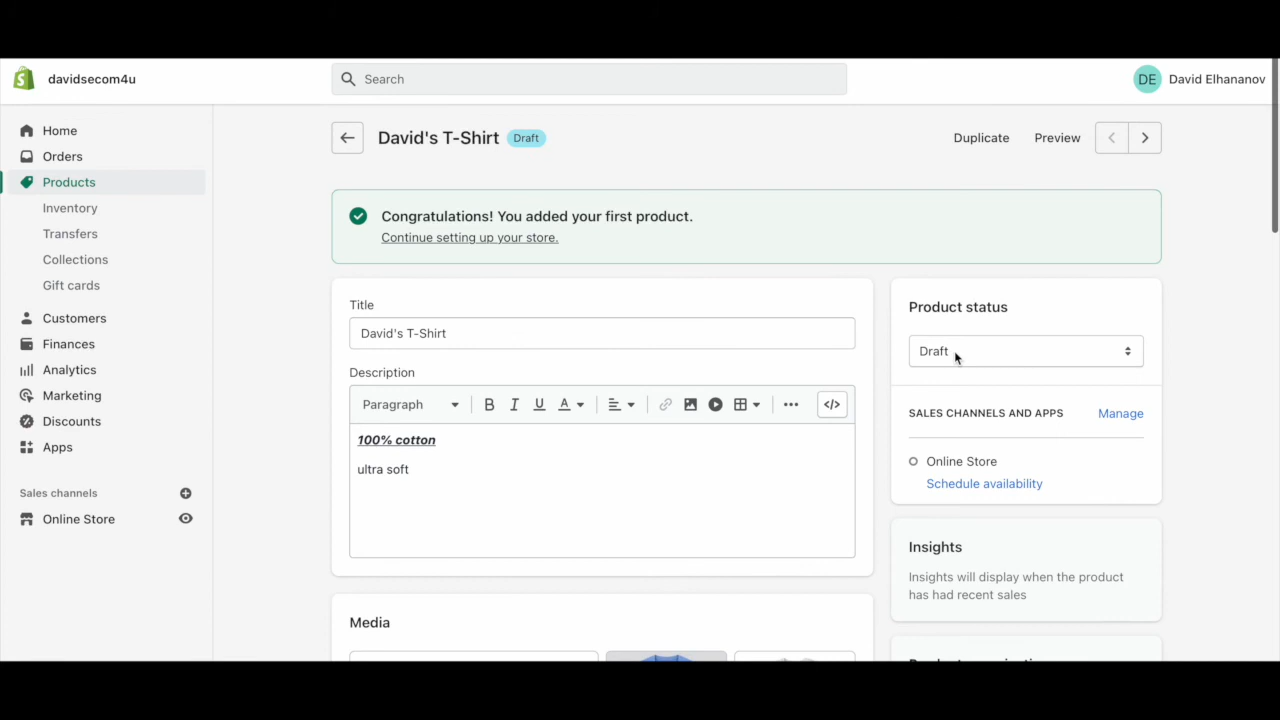 davidsecom4u
Search
DE David Elhananov
Home
Orders
Products
Inventory
Transfers
Collections
Gift cards
Customers
Finances
Analytics
Marketing
Discounts
Apps
Sales channels
Online Store
David's T-Shirt Draft
Duplicate Preview
Congratulations! You added your first product.
Continue setting up your store.
Title
David's T-Shirt
Description
Paragraph B I U A </>
100% cotton
ultra soft
Media
Product status
Draft
SALES CHANNELS AND APPS Manage
Online Store
Schedule availability
Insights
Insights will display when the product
has had recent sales